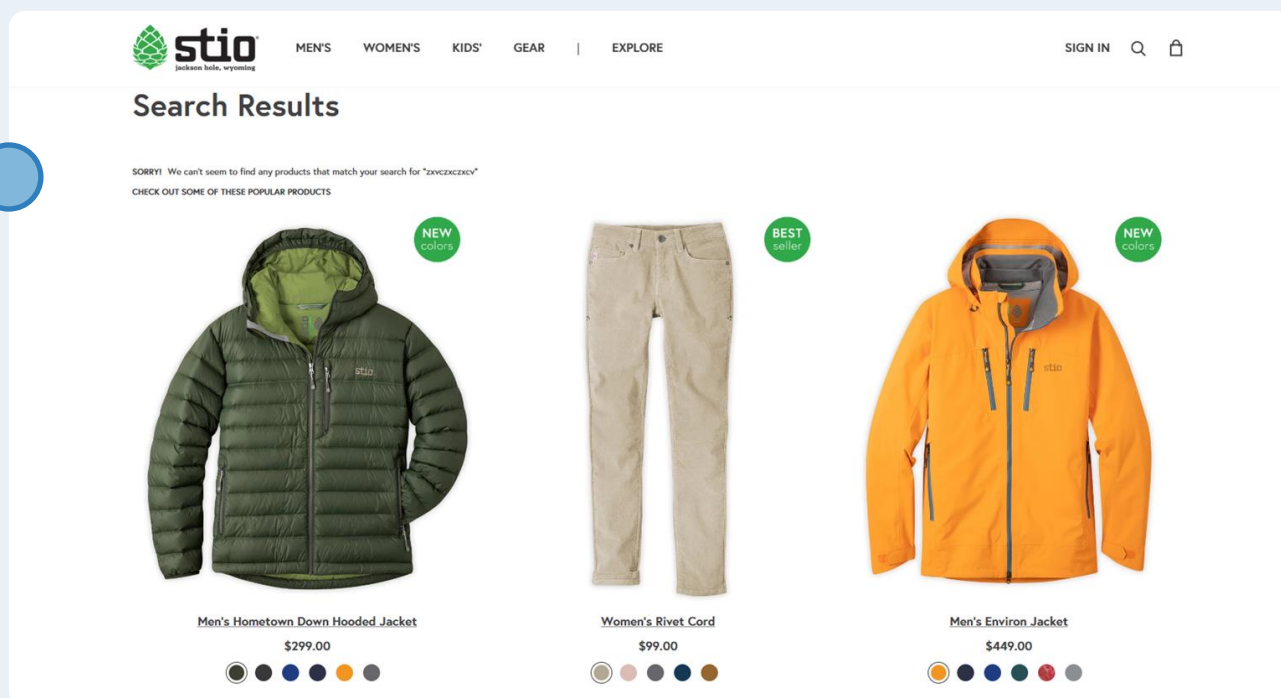 stio
jackson hole, wyoming
MEN'S WOMEN'S KIDS' GEAR | EXPLORE SIGN IN
Search Results
SORRY! We can't seem to find any products that match your search for "zxvczxczxcv"
CHECK OUT SOME OF THESE POPULAR PRODUCTS
NEW
colors
BEST
seller
NEW
colors
stio
stio
Men's Hometown Down Hooded Jacket
$299.00
Women's Rivet Cord
$99.00
Men's Environ Jacket
$449.00